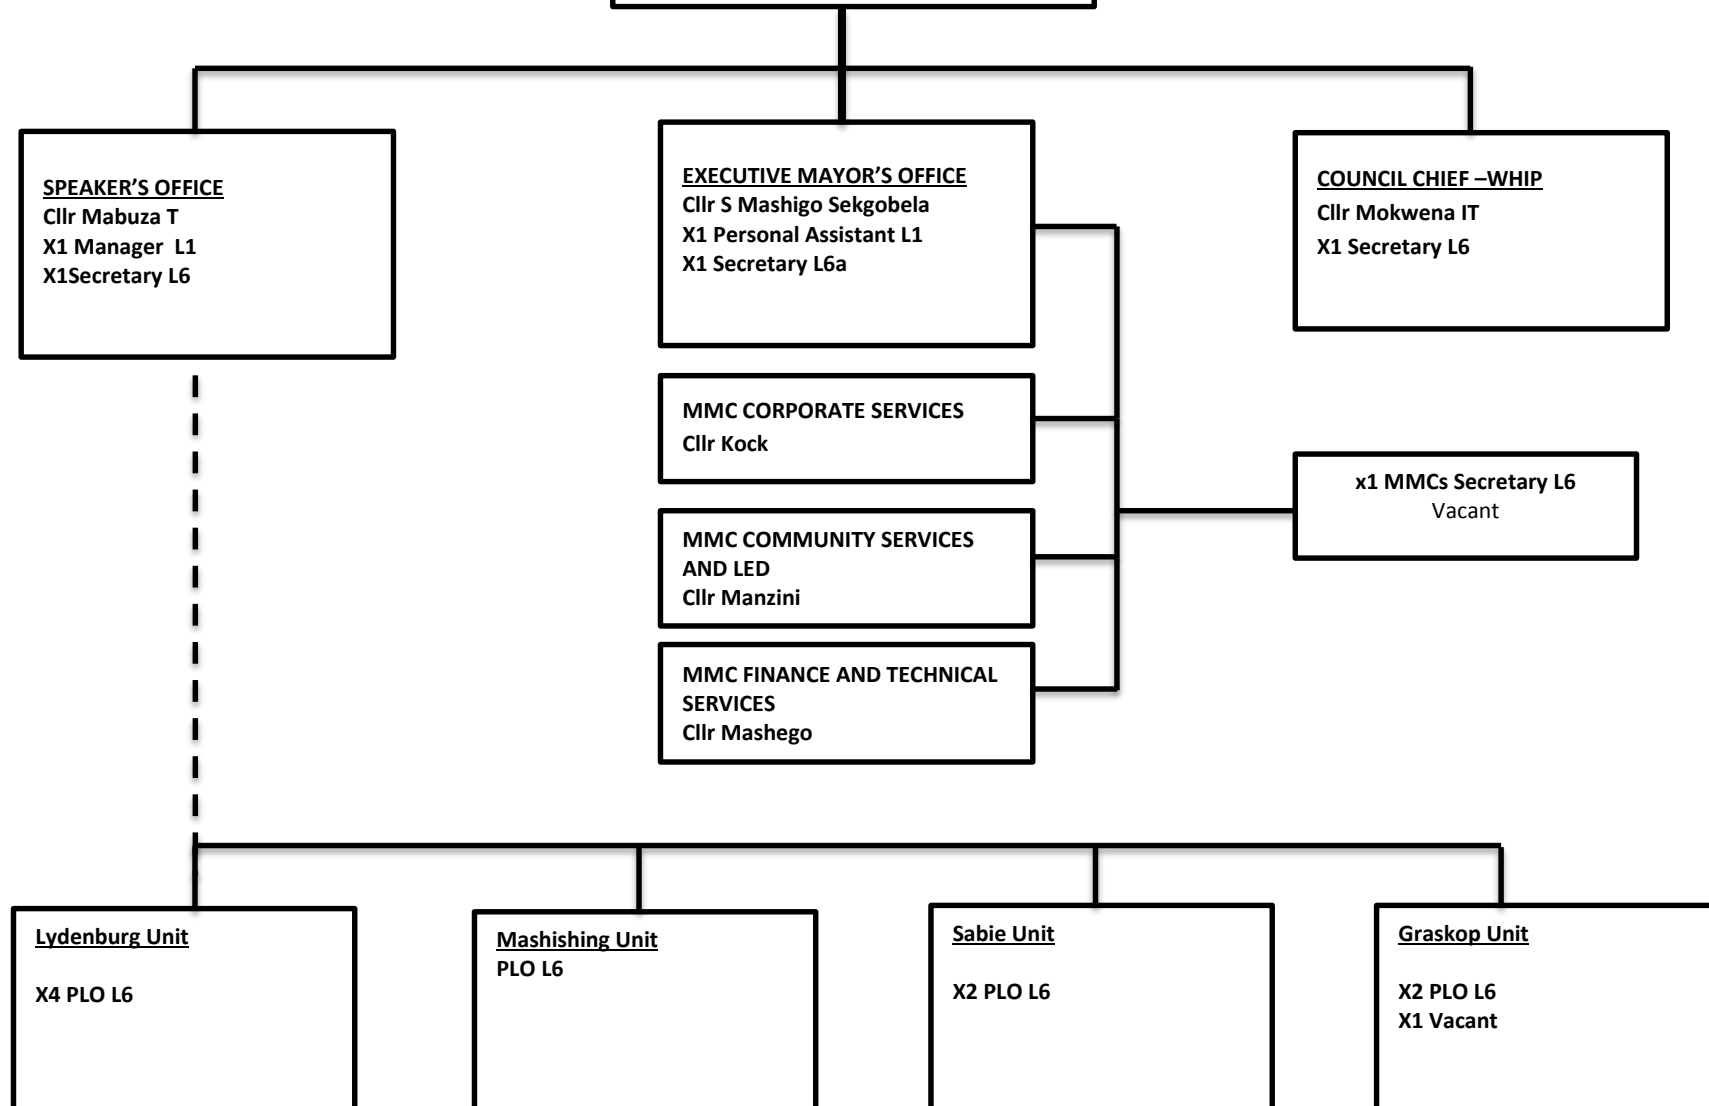 SPEAKER’S OFFICE
Cllr Mabuza T
X1 Manager  L1
X1Secretary L6
EXECUTIVE MAYOR’S OFFICE
Cllr S Mashigo Sekgobela
X1 Personal Assistant L1
X1 Secretary L6a
COUNCIL CHIEF –WHIP
Cllr Mokwena IT
X1 Secretary L6
MMC CORPORATE SERVICES
Cllr Kock
x1 MMCs Secretary L6
Vacant
MMC COMMUNITY SERVICES
AND LED
Cllr Manzini
MMC FINANCE AND TECHNICAL
SERVICES
Cllr Mashego
Lydenburg Unit
X4 PLO L6
Mashishing Unit
PLO L6
Sabie Unit
X2 PLO L6
Graskop Unit
X2 PLO L6
X1 Vacant